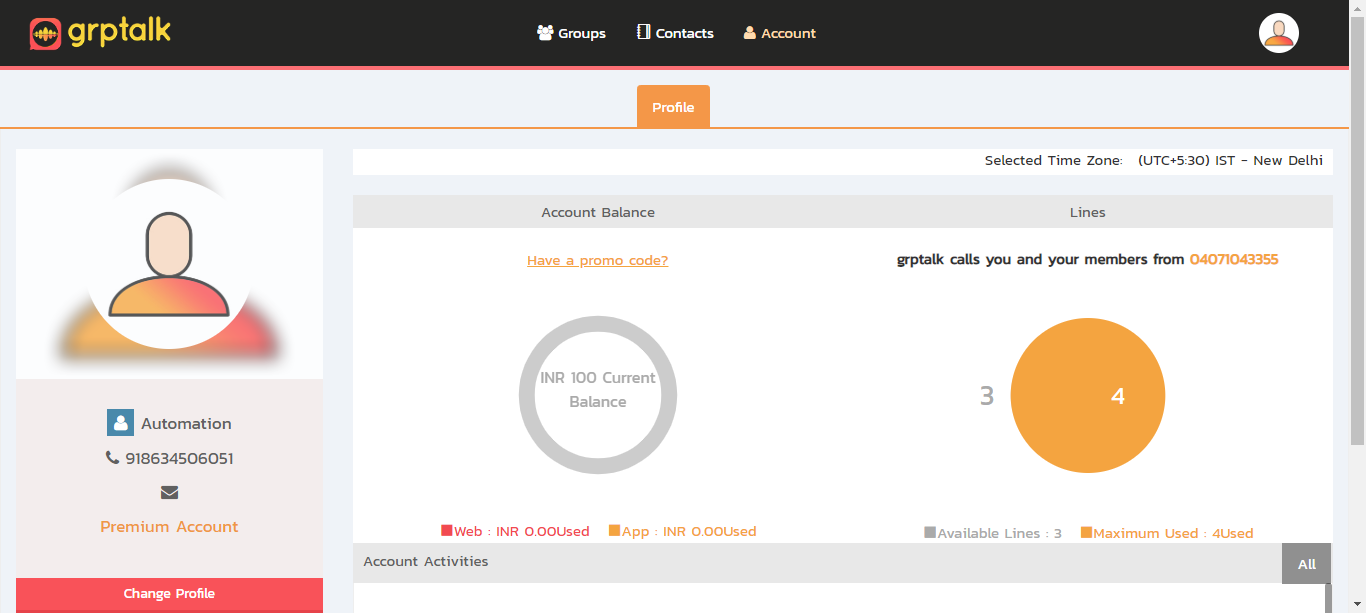 grptalk
Groups Contacts Account
Profile
Selected Time Zone: (UTC+5:30) IST - New Delhi
Account Balance
Lines
Have a promo code?
grptalk calls you and your members from 04071043355
INR 100 Current
Balance
3
4
Web : INR 0.00Used App : INR 0.00Used
Available Lines : 3 Maximum Used : 4Used
Automation
918634506051
Premium Account
Change Profile
Account Activities
All